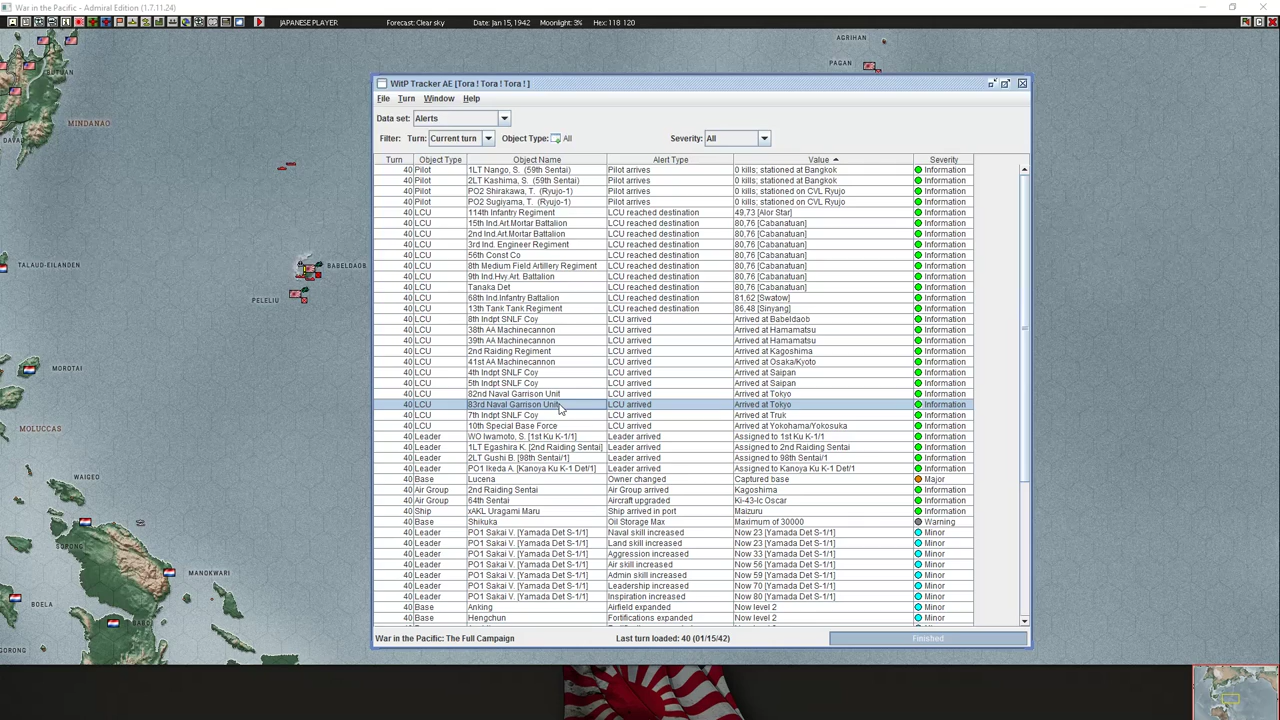 War in the Pacific - Admiral Edition (1.7.11.24)
JAPANESE PLAYER Forecast: Clear sky Date: Jan 15, 1942 Moonlight: 3% Hex: 118 120
AGRIHAN
PAGAN
BUTUAN
MINDANAO
TALAUD-EILANDEN
BABELDAOB
PELELIU
MOROTAI
MOLUCCAS
WAIGEO
SORONG
MANOKWARI
BOELA
BABO
WitP Tracker AE [Tora ! Tora ! Tora ! ]
File Turn Window Help
Data set: Alerts
Filter: Turn: Current turn Object Type: All Severity: All
Turn Object Type Object Name Alert Type Value Severity
40 Pilot 1LT Nango, S. (59th Sentai) Pilot arrives 0 kills; stationed at Bangkok Information
40 Pilot 2LT Kashima, S. (59th Sentai) Pilot arrives 0 kills; stationed at Bangkok Information
40 Pilot PO2 Shirakawa, T. (Ryujo-1) Pilot arrives 0 kills; stationed on CVL Ryujo Information
40 Pilot PO2 Sugiyama, T. (Ryujo-1) Pilot arrives 0 kills; stationed on CVL Ryujo Information
40 LCU 114th Infantry Regiment LCU reached destination 49,73 [Alor Star] Information
40 LCU 15th Ind.Art.Mortar Battalion LCU reached destination 80,76 [Cabanatuan] Information
40 LCU 2nd Ind.Art.Mortar Battalion LCU reached destination 80,76 [Cabanatuan] Information
40 LCU 3rd Ind. Engineer Regiment LCU reached destination 80,76 [Cabanatuan] Information
40 LCU 56th Const Co LCU reached destination 80,76 [Cabanatuan] Information
40 LCU 8th Medium Field Artillery Regiment LCU reached destination 80,76 [Cabanatuan] Information
40 LCU 9th Ind.Hvy.Art. Battalion LCU reached destination 80,76 [Cabanatuan] Information
40 LCU Tanaka Det LCU reached destination 80,76 [Cabanatuan] Information
40 LCU 68th Ind.Infantry Battalion LCU reached destination 81,62 [Swatow] Information
40 LCU 13th Tank Tank Regiment LCU reached destination 86,48 [Sinyang] Information
40 LCU 8th Indpt SNLF Coy LCU arrived Arrived at Babeldaob Information
40 LCU 38th AA Machinecannon LCU arrived Arrived at Hamamatsu Information
40 LCU 39th AA Machinecannon LCU arrived Arrived at Hamamatsu Information
40 LCU 2nd Raiding Regiment LCU arrived Arrived at Kagoshima Information
40 LCU 41st AA Machinecannon LCU arrived Arrived at Osaka/Kyoto Information
40 LCU 4th Indpt SNLF Coy LCU arrived Arrived at Saipan Information
40 LCU 5th Indpt SNLF Coy LCU arrived Arrived at Saipan Information
40 LCU 82nd Naval Garrison Unit LCU arrived Arrived at Tokyo Information
40 LCU 83rd Naval Garrison Unit LCU arrived Arrived at Tokyo Information
40 LCU 7th Indpt SNLF Coy LCU arrived Arrived at Truk Information
40 LCU 10th Special Base Force LCU arrived Arrived at Yokohama/Yokosuka Information
40 Leader WO Iwamoto, S. [1st Ku K-1/1] Leader arrived Assigned to 1st Ku K-1/1 Information
40 Leader 1LT Egashira K. [2nd Raiding Sentai] Leader arrived Assigned to 2nd Raiding Sentai Information
40 Leader 2LT Gushi B. [98th Sentai/1] Leader arrived Assigned to 98th Sentai/1 Information
40 Leader PO1 Ikeda A. [Kanoya Ku K-1 Det/1] Leader arrived Assigned to Kanoya Ku K-1 Det/1 Information
40 Base Lucena Owner changed Captured base Major
40 Air Group 2nd Raiding Sentai Air Group arrived Kagoshima Information
40 Air Group 64th Sentai Aircraft upgraded Ki-43-Ic Oscar Information
40 Ship xAKL Uragami Maru Ship arrived in port Maizuru Information
40 Base Shikuka Oil Storage Max Maximum of 30000 Warning
40 Leader PO1 Sakai V. [Yamada Det S-1/1] Naval skill increased Now 23 [Yamada Det S-1/1] Minor
40 Leader PO1 Sakai V. [Yamada Det S-1/1] Land skill increased Now 23 [Yamada Det S-1/1] Minor
40 Leader PO1 Sakai V. [Yamada Det S-1/1] Aggression increased Now 33 [Yamada Det S-1/1] Minor
40 Leader PO1 Sakai V. [Yamada Det S-1/1] Air skill increased Now 56 [Yamada Det S-1/1] Minor
40 Leader PO1 Sakai V. [Yamada Det S-1/1] Admin skill increased Now 59 [Yamada Det S-1/1] Minor
40 Leader PO1 Sakai V. [Yamada Det S-1/1] Leadership increased Now 70 [Yamada Det S-1/1] Minor
40 Leader PO1 Sakai V. [Yamada Det S-1/1] Inspiration increased Now 80 [Yamada Det S-1/1] Minor
40 Base Anking Airfield expanded Now level 2 Minor
40 Base Hengchun Fortifications expanded Now level 2 Minor
War in the Pacific: The Full Campaign Last turn loaded: 40 (01/15/42) Finished